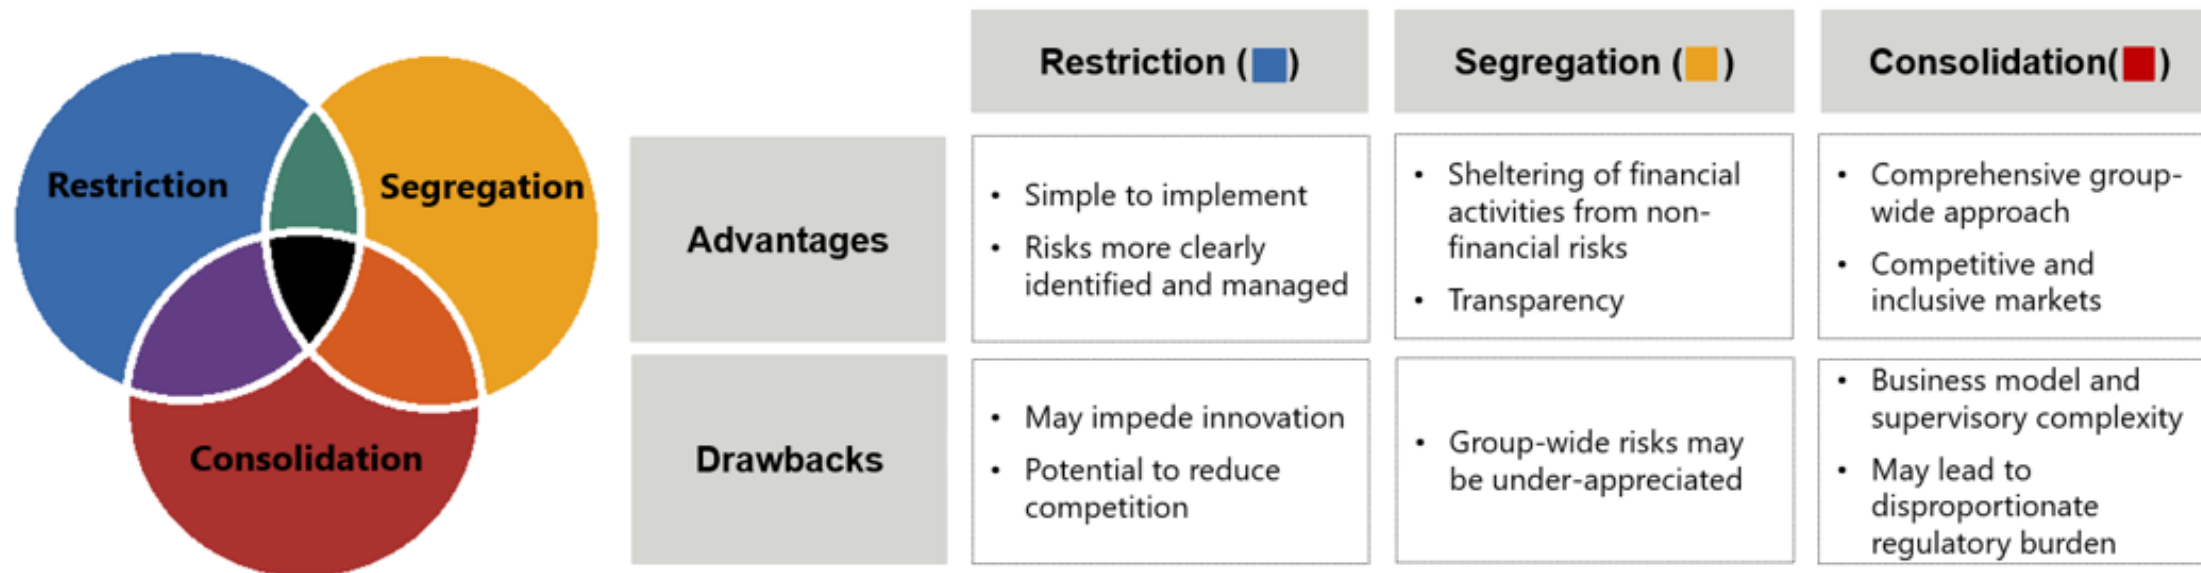 Restriction
Segregation
Consolidation
Restriction ( )
Segregation ( )
Consolidation( )
Advantages
• Simple to implement
• Risks more clearly
identified and managed
• Sheltering of financial
activities from non-
financial risks
• Transparency
• Comprehensive group-
wide approach
• Competitive and
inclusive markets
Drawbacks
• May impede innovation
• Potential to reduce
competition
• Group-wide risks may
be under-appreciated
• Business model and
supervisory complexity
• May lead to
disproportionate
regulatory burden